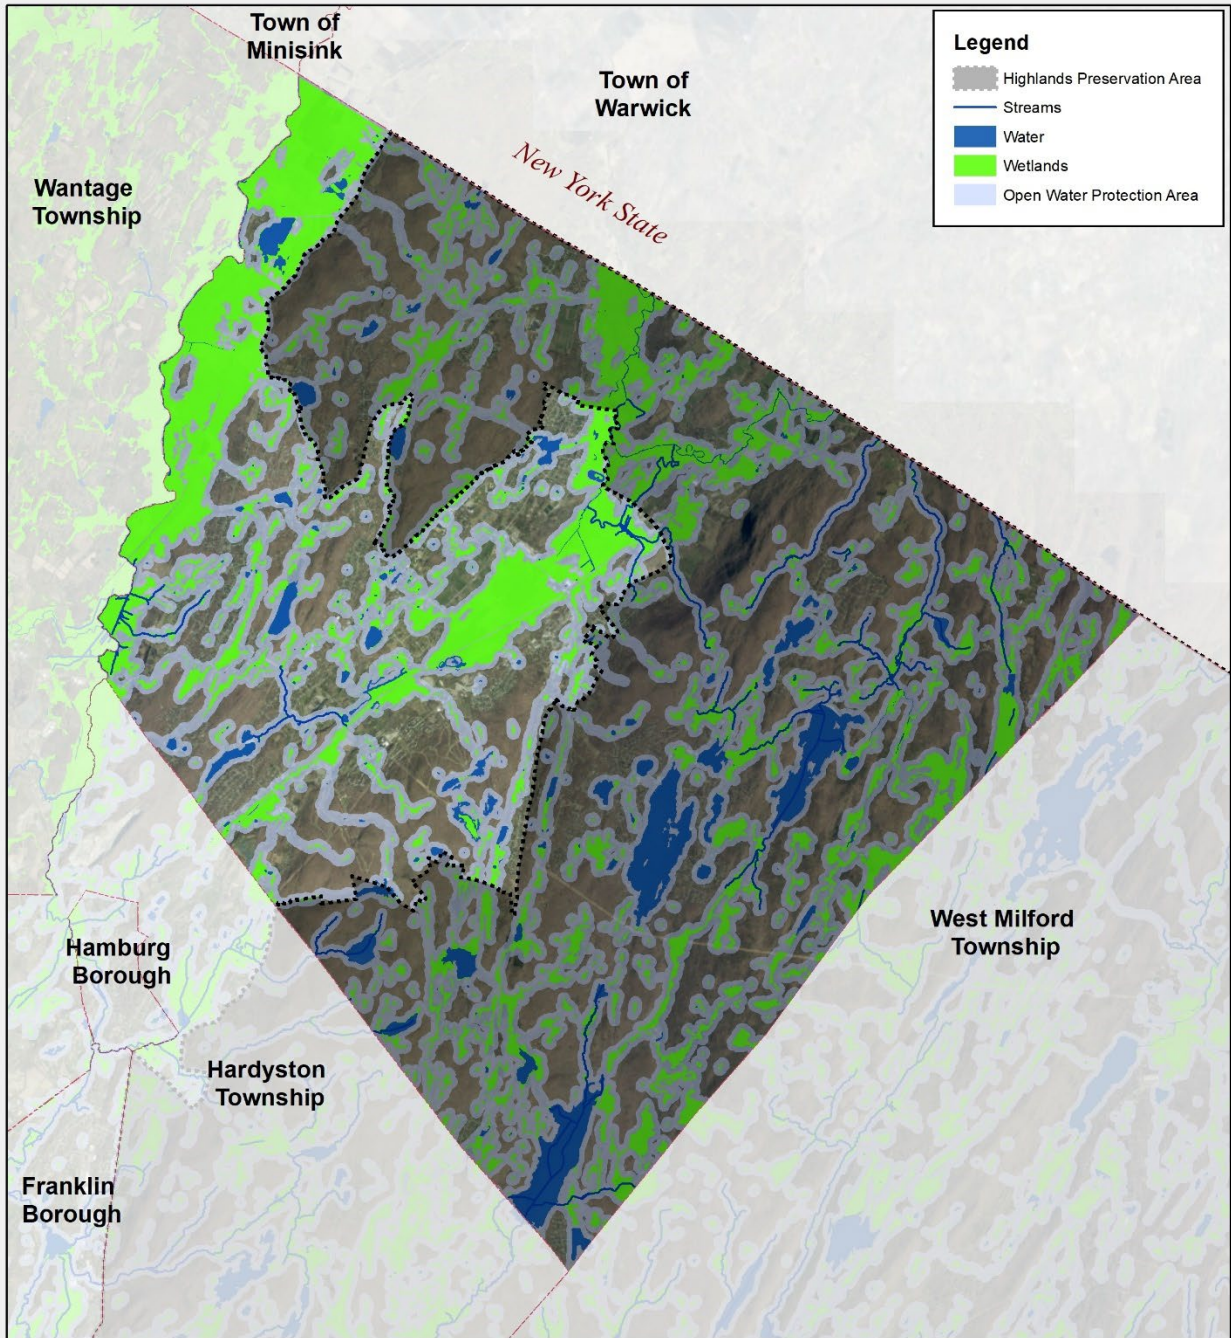 Town of
Minisink
Town of
Warwick
Legend
Highlands Preservation Area
Streams
Water
Wetlands
Open Water Protection Area
New York State
Wantage
Township
Hamburg
Borough
West Milford
Township
Hardyston
Township
Franklin
Borough